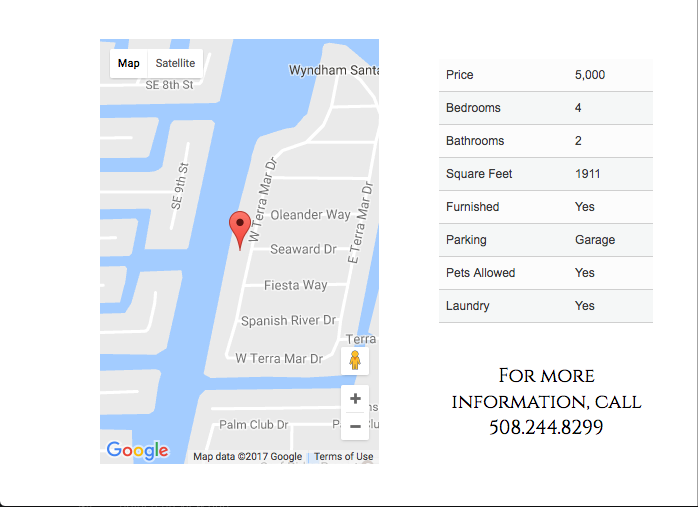 Map Satellite
SE 8th St
Wyndham Santa
SE 9th St
W Terra Mar Dr
Oleander Way
E Terra Mar Dr
Seaward Dr
Fiesta Way
Spanish River Dr
Terra
W Terra Mar Dr
Palm Club Dr
Google
Map data ©2017 Google
Terms of Use
Price 5,000
Bedrooms 4
Bathrooms 2
Square Feet 1911
Furnished Yes
Parking Garage
Pets Allowed Yes
Laundry Yes
For more
information, call
508.244.8299